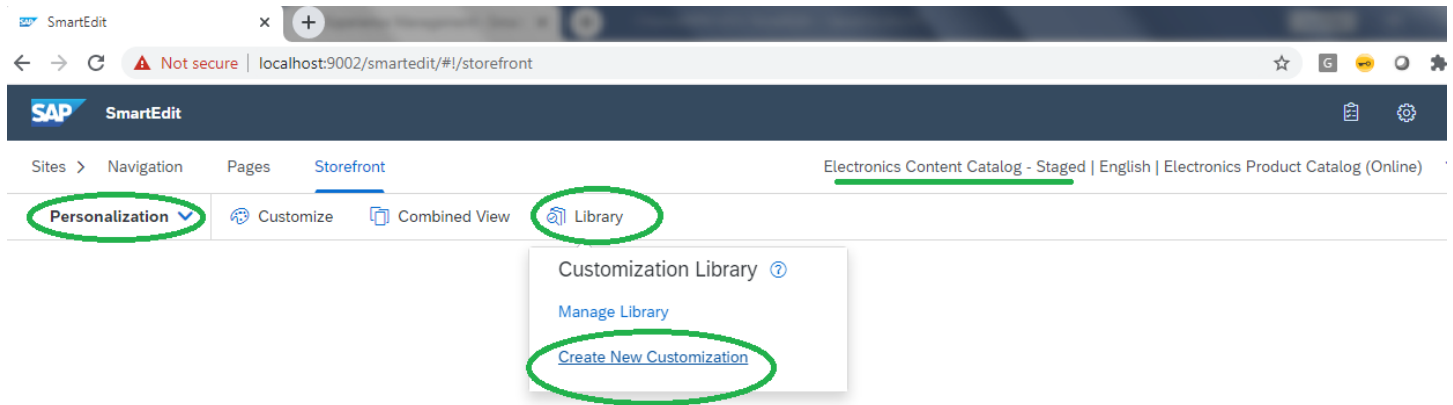 SmartEdit
Not secure | localhost:9002/smartedit/#!/storefront
G
SAP SmartEdit
Sites > Navigation Pages Storefront Electronics Content Catalog - Staged | English | Electronics Product Catalog (Online)
Personalization Customize Combined View Library
Customization Library ?
Manage Library
Create New Customization